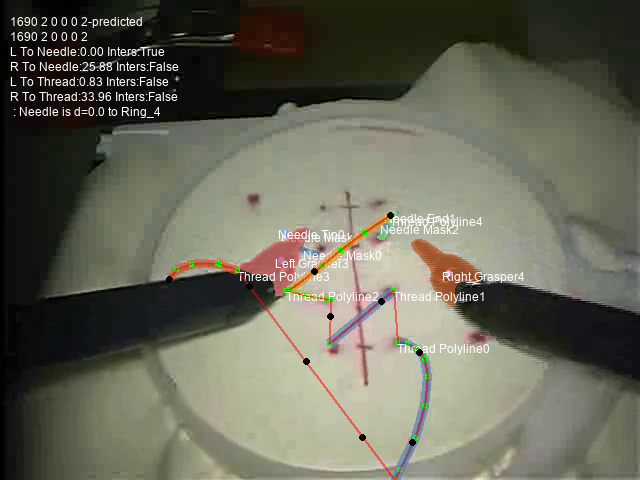 1690 2 0 0 0 2-predicted
1690 2 0 0 0 2
L To Needle:0.00 Inters:True
R To Needle:25.88 Inters:False
L To Thread:0.83 Inters:False
R To Thread:33.96 Inters:False
: Needle is d=0.0 to Ring_4
Needle End1
Thread Polyline4
Needle Mask2
Needle Tip0
Needle Mask0
Left Grasper3
Thread Polyline3
Right Grasper4
Thread Polyline2
Thread Polyline1
Thread Polyline0